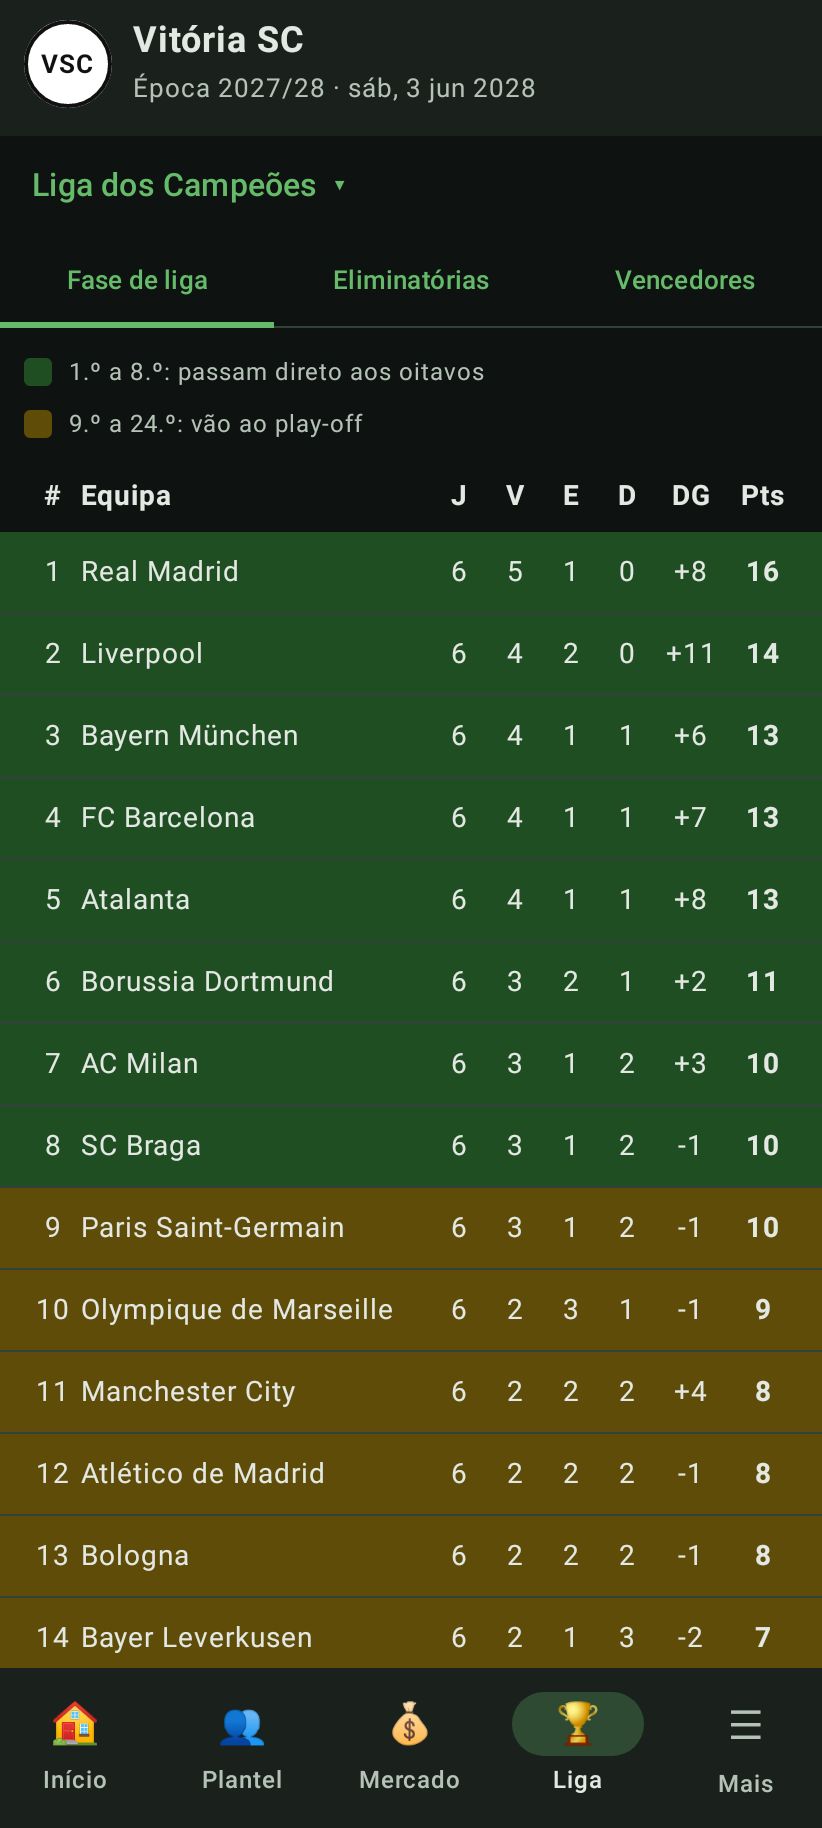 VSC
Vitória SC
Época 2027/28 · sáb, 3 jun 2028
Liga dos Campeões ▼
Fase de liga Eliminatórias Vencedores
1.º a 8.º: passam direto aos oitavos
9.º a 24.º: vão ao play-off
# Equipa J V E D DG Pts
1 Real Madrid 6 5 1 0 +8 16
2 Liverpool 6 4 2 0 +11 14
3 Bayern München 6 4 1 1 +6 13
4 FC Barcelona 6 4 1 1 +7 13
5 Atalanta 6 4 1 1 +8 13
6 Borussia Dortmund 6 3 2 1 +2 11
7 AC Milan 6 3 1 2 +3 10
8 SC Braga 6 3 1 2 -1 10
9 Paris Saint-Germain 6 3 1 2 -1 10
10 Olympique de Marseille 6 2 3 1 -1 9
11 Manchester City 6 2 2 2 +4 8
12 Atlético de Madrid 6 2 2 2 -1 8
13 Bologna 6 2 2 2 -1 8
14 Bayer Leverkusen 6 2 1 3 -2 7
Início Plantel Mercado Liga Mais